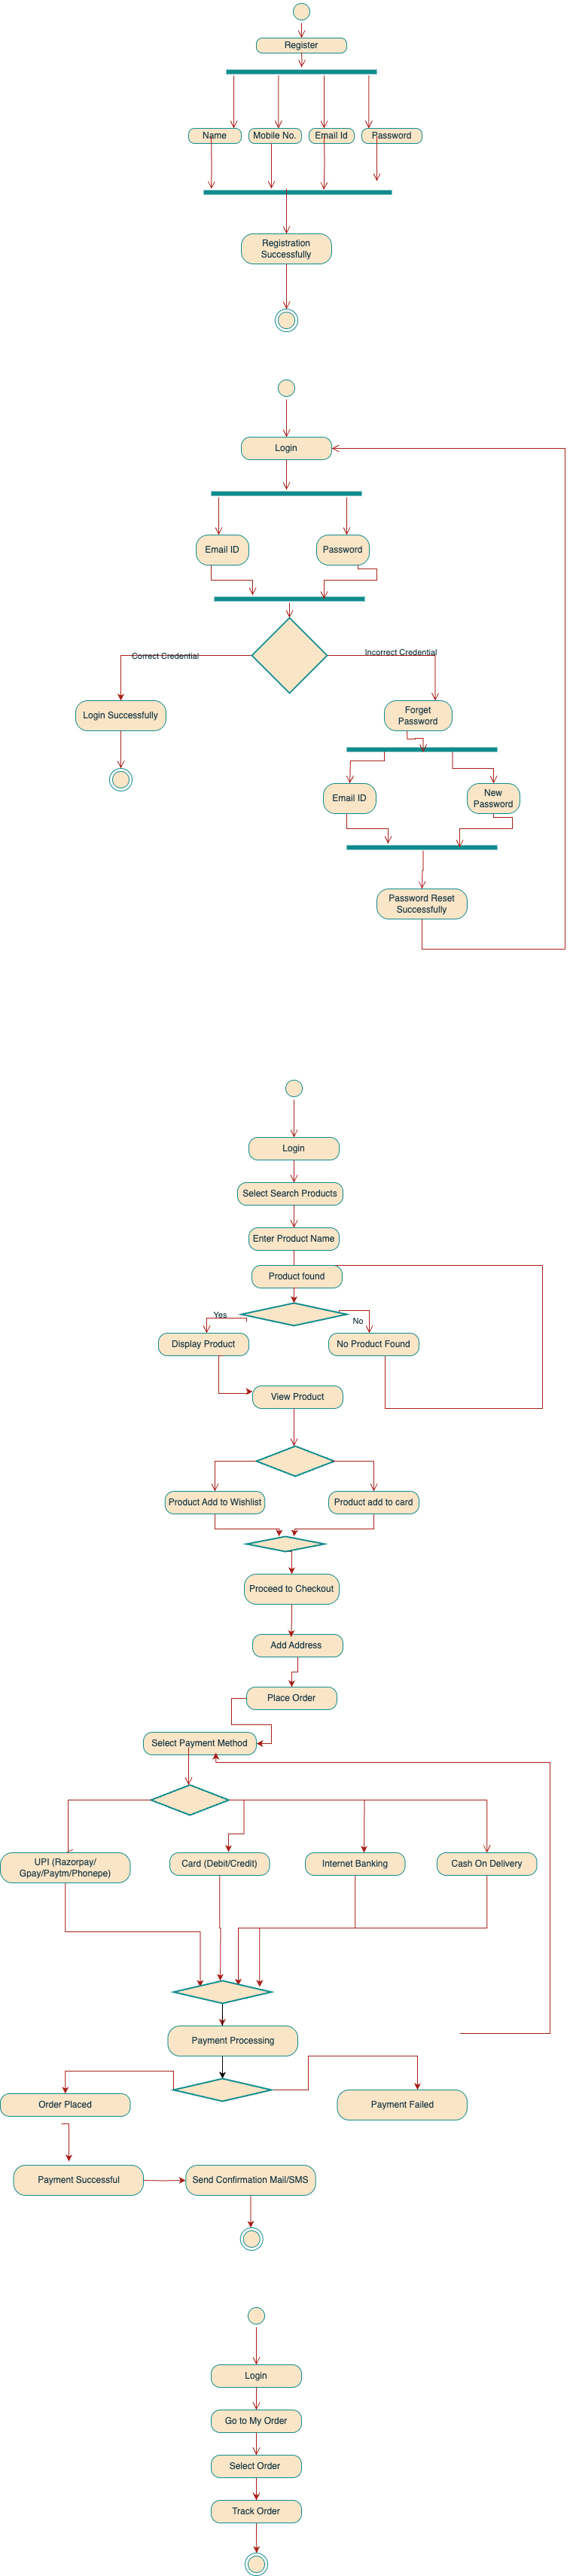 Register
Name
Mobile No.
Email Id
Password
Registration
Successfully
Login
Email ID
Password
Correct Credential
Incorrect Credential
Login Successfully
Forget
Password
Email ID
New
Password
Password Reset
Successfully
Login
Select Search Products
Enter Product Name
Product found
Yes
No
Display Product
No Product Found
View Product
Product Add to Wishlist
Product add to card
Proceed to Checkout
Add Address
Place Order
Select Payment Method
UPI (Razorpay/
Gpay/Paytm/Phonepe)
Card (Debit/Credit)
Internet Banking
Cash On Delivery
Payment Processing
Order Placed
Payment Failed
Payment Successful
Send Confirmation Mail/SMS
Login
Go to My Order
Select Order
Track Order